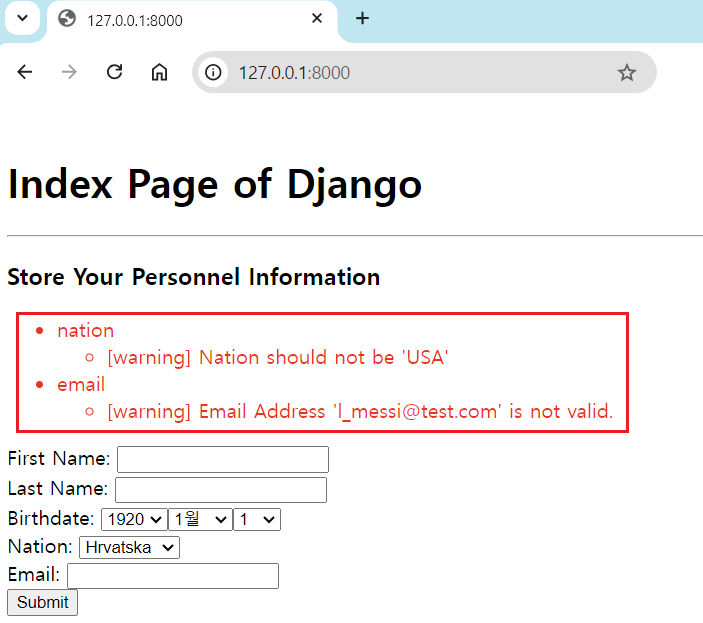 127.0.0.1:8000
127.0.0.1:8000
Index Page of Django
Store Your Personnel Information
nation
[warning] Nation should not be 'USA'
email
[warning] Email Address 'l_messi@test.com' is not valid.
First Name:
Last Name:
Birthdate: 1920 1월 1
Nation: Hrvatska
Email:
Submit